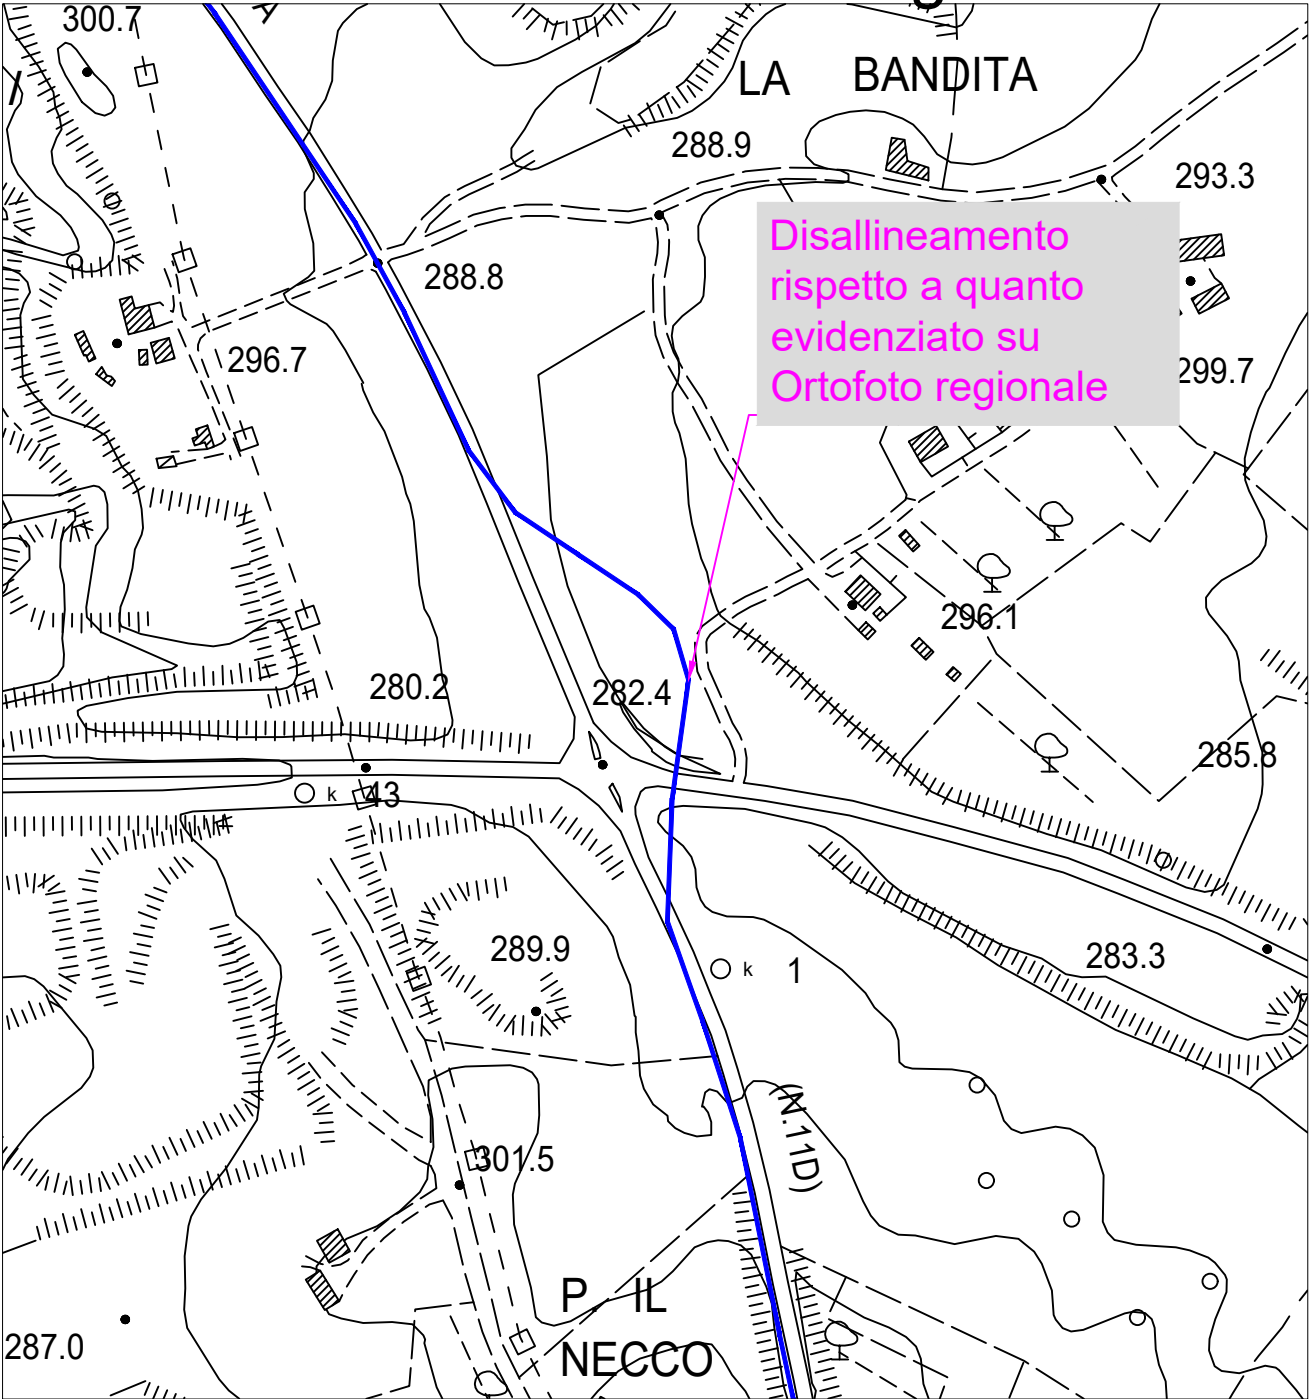 300.7
A
LA BANDITA
288.9
293.3
288.8
Disallineamento
rispetto a quanto
evidenziato su
Ortofoto regionale
296.7
299.7
296.1
280.2
282.4
285.8
k 43
289.9
k 1
283.3
(N.11D)
301.5
P IL
NECCO
287.0